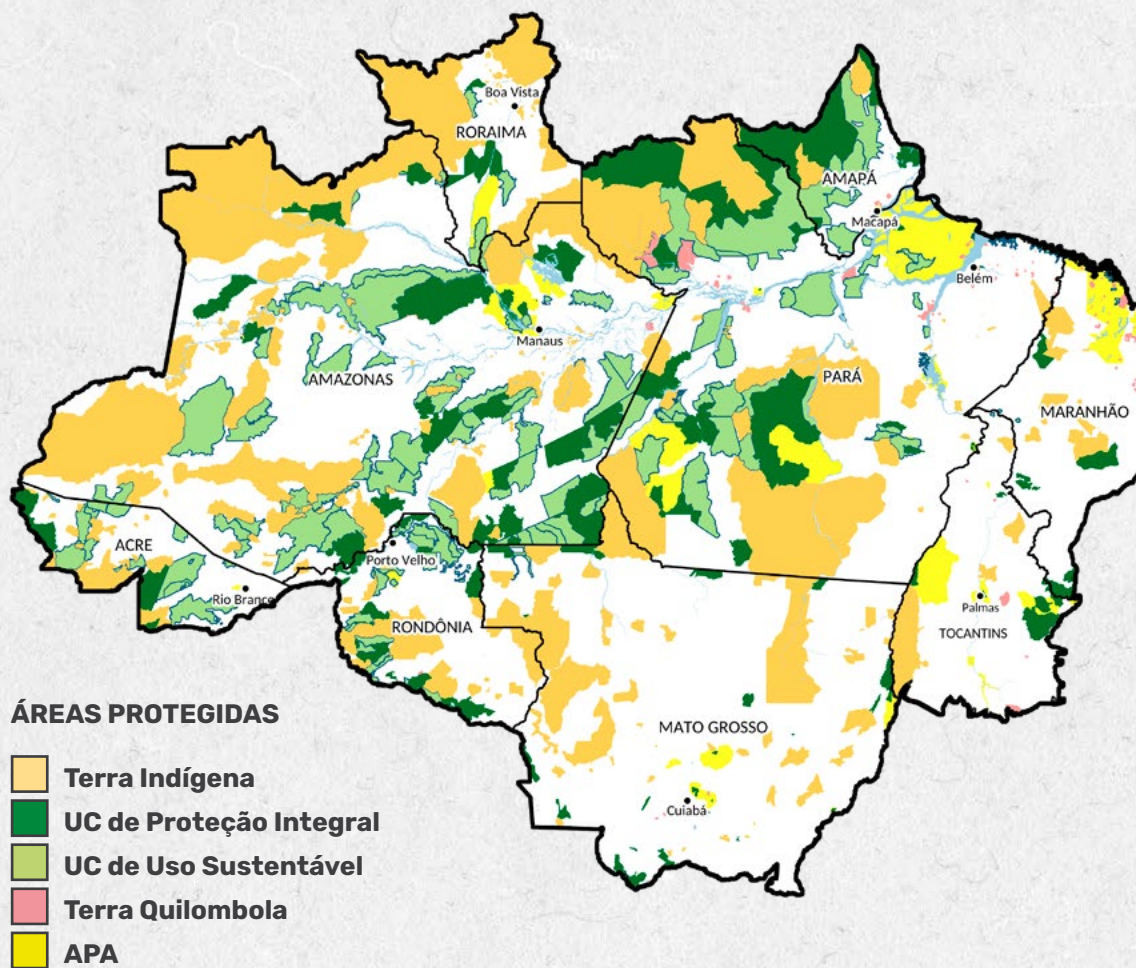 Boa Vista
RORAIMA
AMAPÁ
Macapá
Belém
Manaus
AMAZONAS
PARÁ
MARANHÃO
ACRE
Porto Velho
Rio Branco
RONDÔNIA
Palmas
TOCANTINS
MATO GROSSO
Cuiabá
ÁREAS PROTEGIDAS
Terra Indígena
UC de Proteção Integral
UC de Uso Sustentável
Terra Quilombola
APA